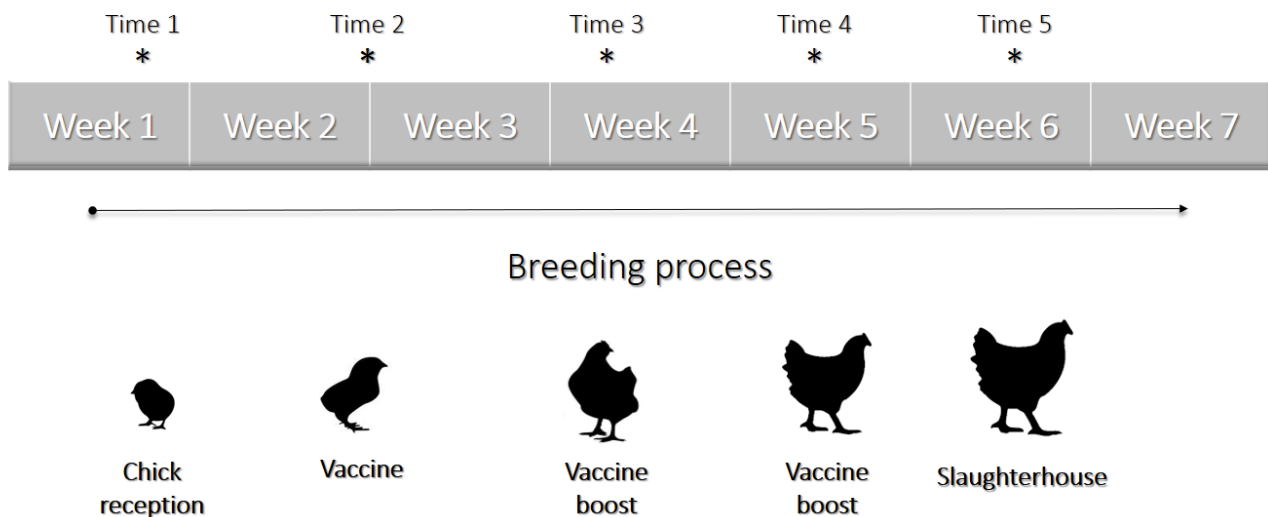 Time 1 Time 2 Time 3 Time 4 Time 5
* * * * *
Week 1 Week 2 Week 3 Week 4 Week 5 Week 6 Week 7
Breeding process
Chick
reception
Vaccine
Vaccine
boost
Vaccine
boost
Slaughterhouse